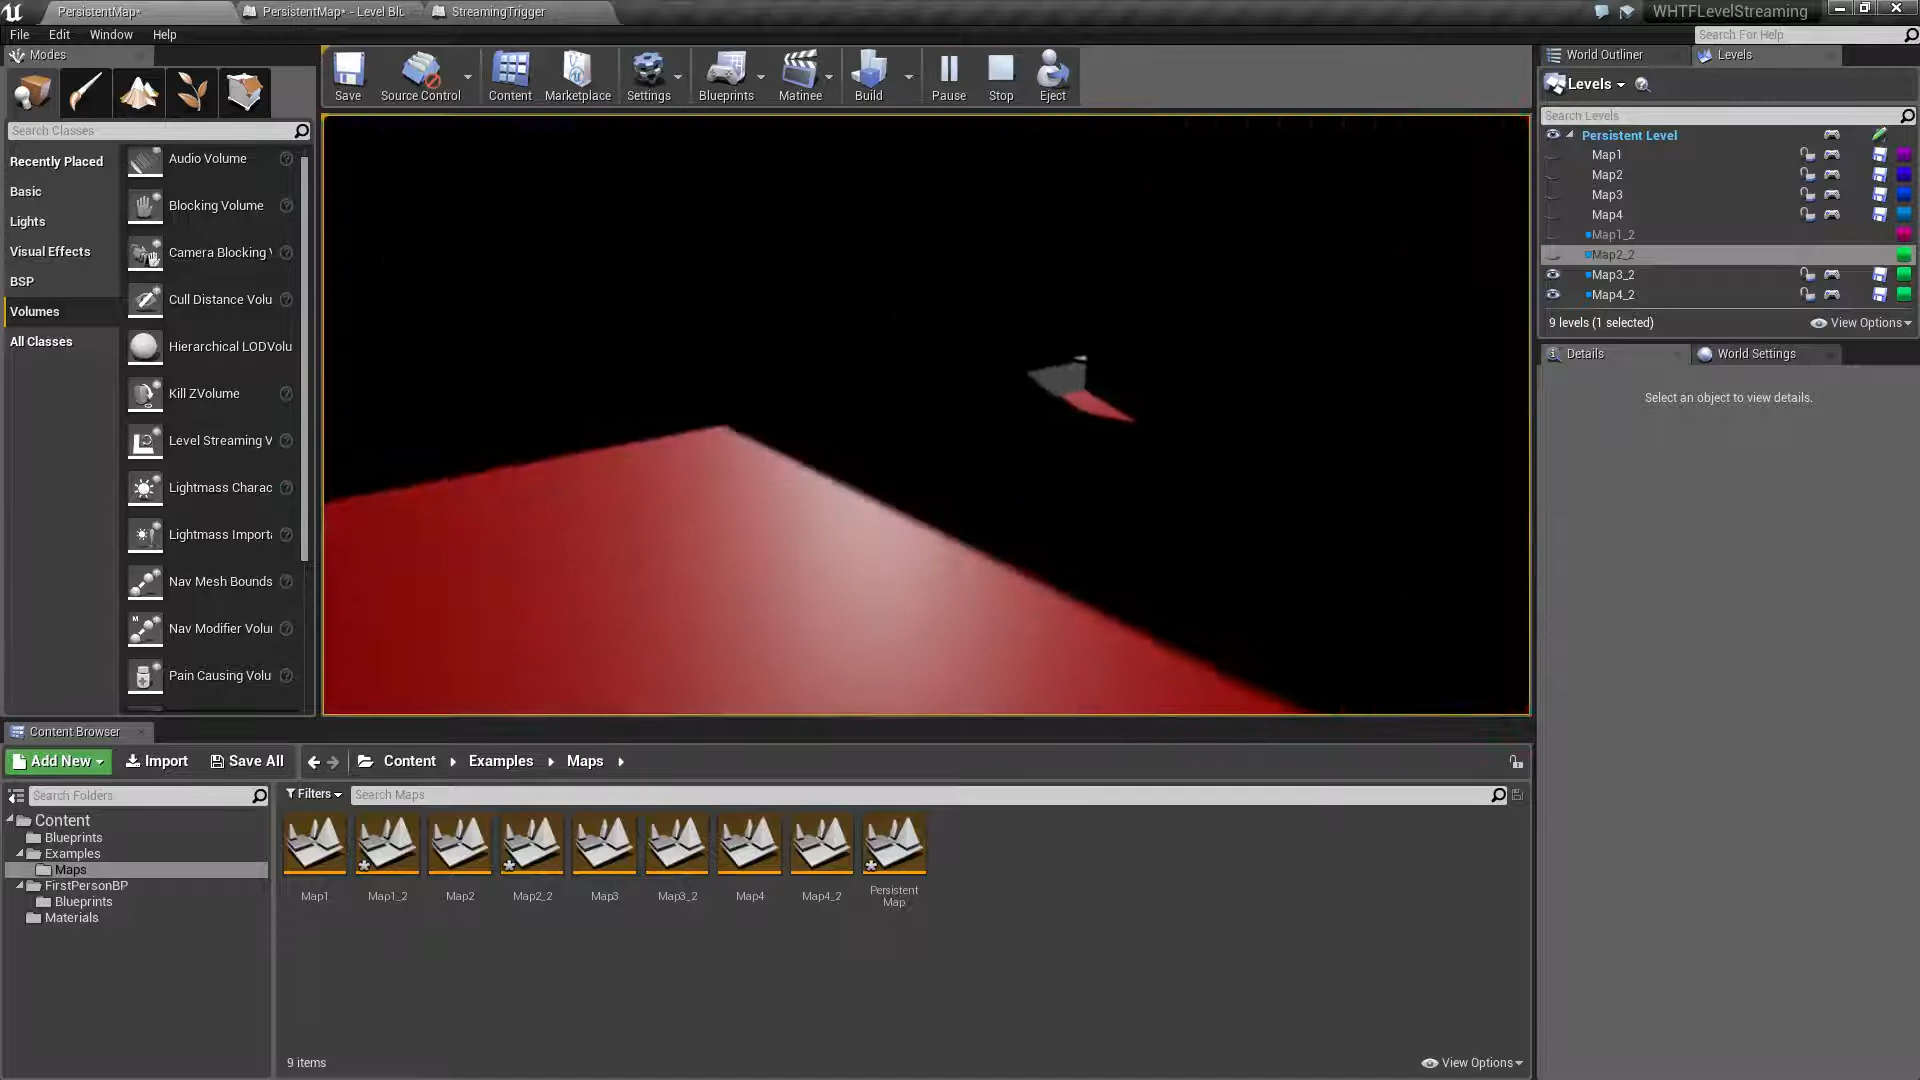 PersistentMap*
PersistentMap* - Level Blu
StreamingTrigger
WHTFLevelStreaming
File
Edit
Window
Help
Search For Help
Modes
Save
Source Control
Content
Marketplace
Settings
Blueprints
Matinee
Build
Pause
Stop
Eject
World Outliner
Levels
Levels
Search Classes
Search Levels
Recently Placed
Basic
Lights
Visual Effects
BSP
Volumes
All Classes
Audio Volume
Blocking Volume
Camera Blocking V
Cull Distance Volu
Hierarchical LODVolu
Kill ZVolume
Level Streaming V
Lightmass Charac
Lightmass Importa
Nav Mesh Bounds
Nav Modifier Volu
Pain Causing Volu
Persistent Level
Map1
Map2
Map3
Map4
Map1_2
Map2_2
Map3_2
Map4_2
9 levels (1 selected)
View Options
Details
World Settings
Select an object to view details.
Content Browser
Add New
Import
Save All
Content
Examples
Maps
Search Folders
Filters
Search Maps
Content
Blueprints
Examples
Maps
FirstPersonBP
Blueprints
Materials
Map1
Map1_2
Map2
Map2_2
Map3
Map3_2
Map4
Map4_2
Persistent
Map
9 items
View Options